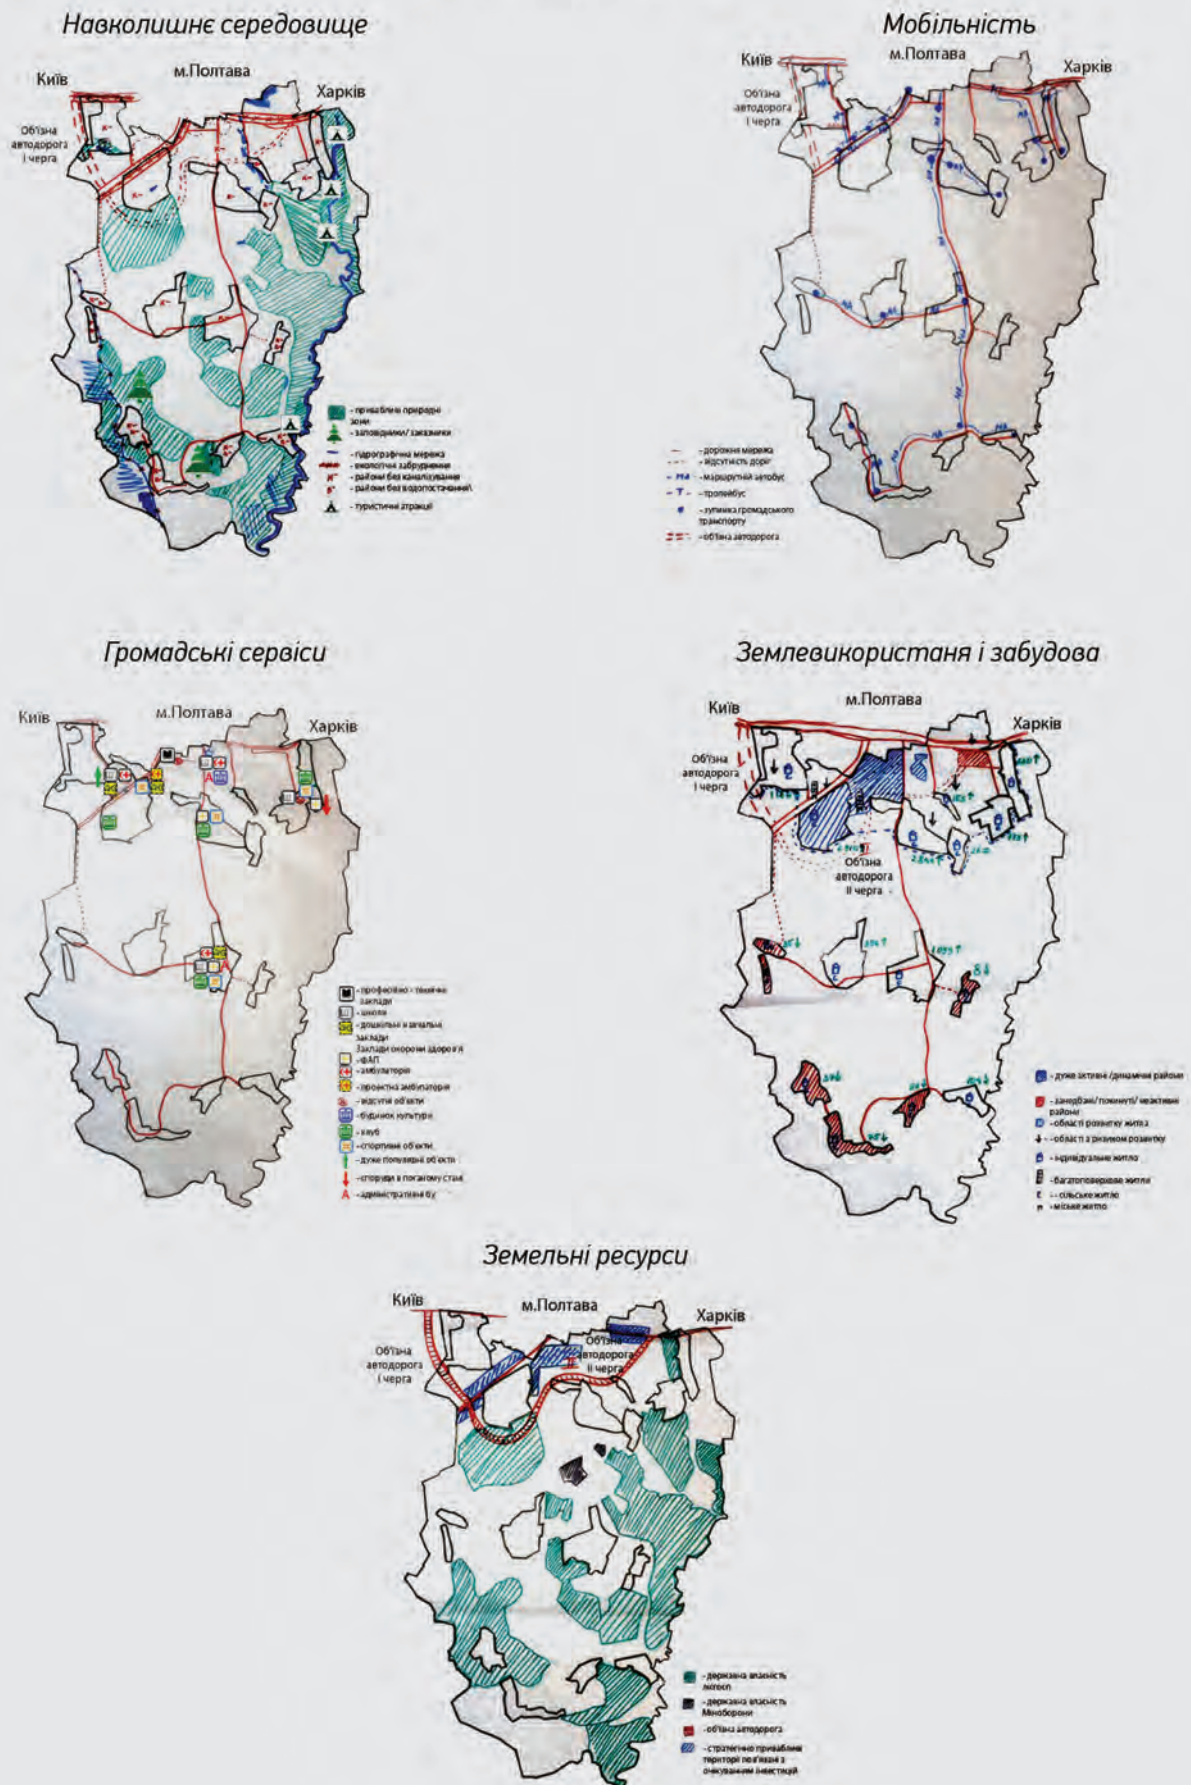 Навколишнє середовище
Київ
м.Полтава
Харків
Об'їзна
автодорога
І черга
- привабливі природні
зони
- заповідники/ заказники
- гідрографічна мережа
- екологічні забруднення
- райони без каналізування
- райони без водопостачання
- туристичні атракції
Мобільність
Київ
м.Полтава
Харків
Об'їзна
автодорога
І черга
- дорожня мережа
- відсутність доріг
- маршрутний автобус
- Т - - тролейбус
- зупинка громадського
транспорту
- об'їзна автодорога
Громадські сервіси
Київ
м.Полтава
Харків
А
А
- професійно - технічні
заклади
- школи
- дошкільні навчальні
заклади
Заклади охорони здоров'я
- ФАП
- амбулаторія
- проектна амбулаторія
- відсутні об'єкти
- будинок культури
- клуб
- спортивні об'єкти
- дуже популярні об'єкти
- споруди в поганому стані
А - адміністративні бу
Землевикористаня і забудова
Київ
м.Полтава
Харків
Об'їзна
автодорога
І черга
Об'їзна
автодорога
ІІ черга
- дуже активні /динамічні райони
- занедбані/ покинуті/ неактивні
райони
- області розвитку житла
- області з ризиком розвитку
- індивідуальне житло
- багатоповерхове житло
- сільське житло
- міське житло
Земельні ресурси
Київ
м.Полтава
Харків
Об'їзна
автодорога
І черга
Об'їзна
автодорога
ІІ черга
- державна власність
лісгосп
- державна власність
Міноборони
- об'їзна автодорога
- стратегічно привабливі
території пов'язані з
очікуванням інвестицій